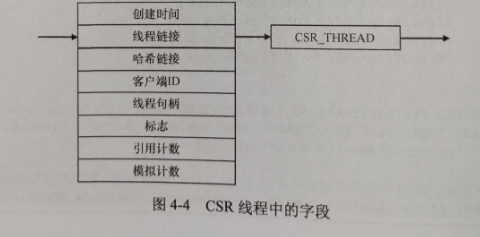 创建时间
线程链接
CSR_THREAD
哈希链接
客户端ID
线程句柄
标志
引用计数
模拟计数
图 4-4 CSR 线程中的字段